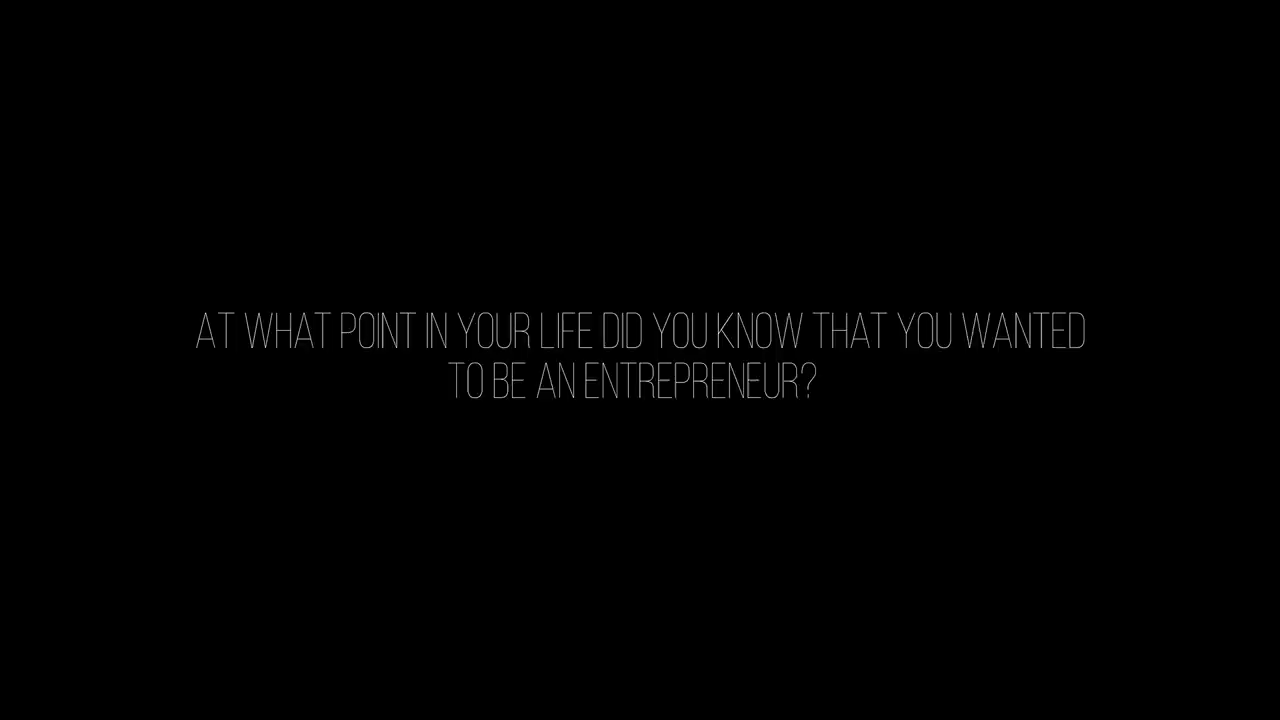 AT WHAT POINT IN YOUR LIFE DID YOU KNOW THAT YOU WANTED
TO BE AN ENTREPRENEUR?